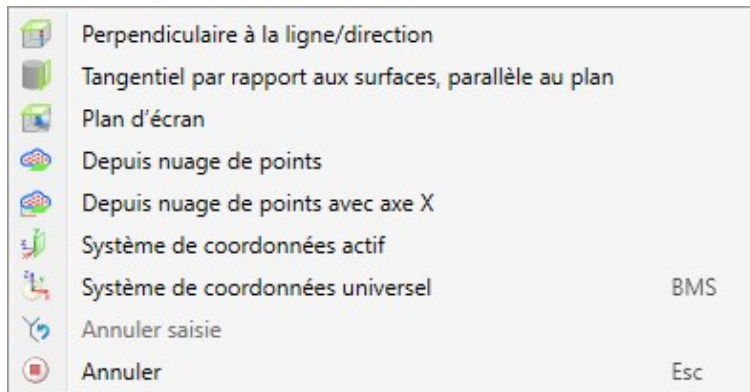 Perpendiculaire à la ligne/direction
Tangentiel par rapport aux surfaces, parallèle au plan
Plan d’écran
Depuis nuage de points
Depuis nuage de points avec axe X
Système de coordonnées actif
Système de coordonnées universel BMS
Annuler saisie
Annuler Esc